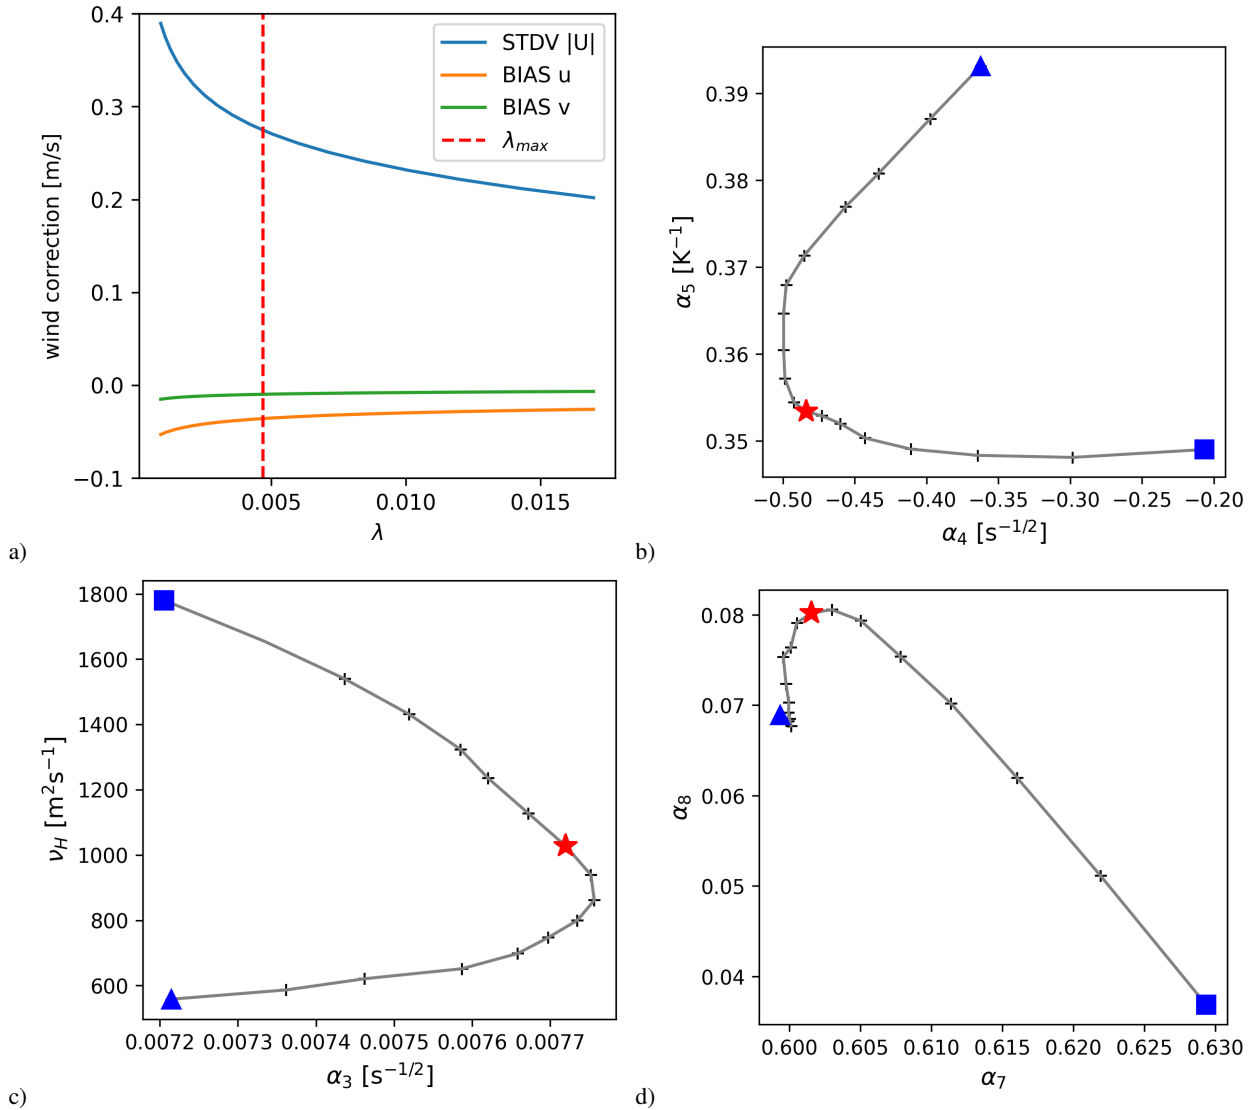 0.4
0.3
0.2
0.1
0.0
−0.1
wind correction [m/s]
STDV |U|
BIAS u
BIAS v
λmax
0.005
0.010
0.015
λ
a)
0.39
0.38
0.37
0.36
0.35
α5 [K−1]
−0.50 −0.45 −0.40 −0.35 −0.30 −0.25 −0.20
α4 [s−1/2]
b)
1800
1600
1400
1200
1000
800
600
νH [m2s−1]
0.0072 0.0073 0.0074 0.0075 0.0076 0.0077
α3 [s−1/2]
c)
0.08
0.07
0.06
0.05
0.04
α8
0.600 0.605 0.610 0.615 0.620 0.625 0.630
α7
d)